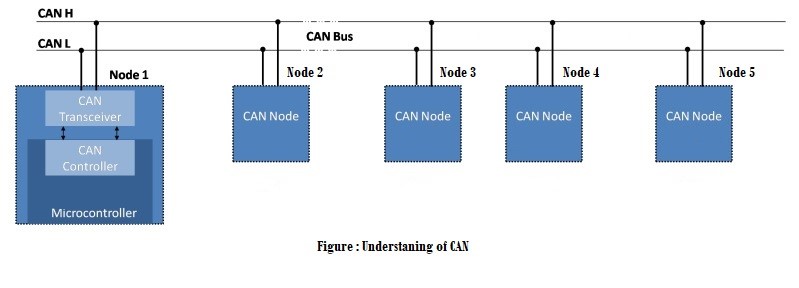 CAN H
CAN L
CAN Bus
Node 1
Node 2
Node 3
Node 4
Node 5
CAN
Transceiver
CAN
Controller
Microcontroller
CAN Node
CAN Node
CAN Node
CAN Node
Figure : Understaning of CAN